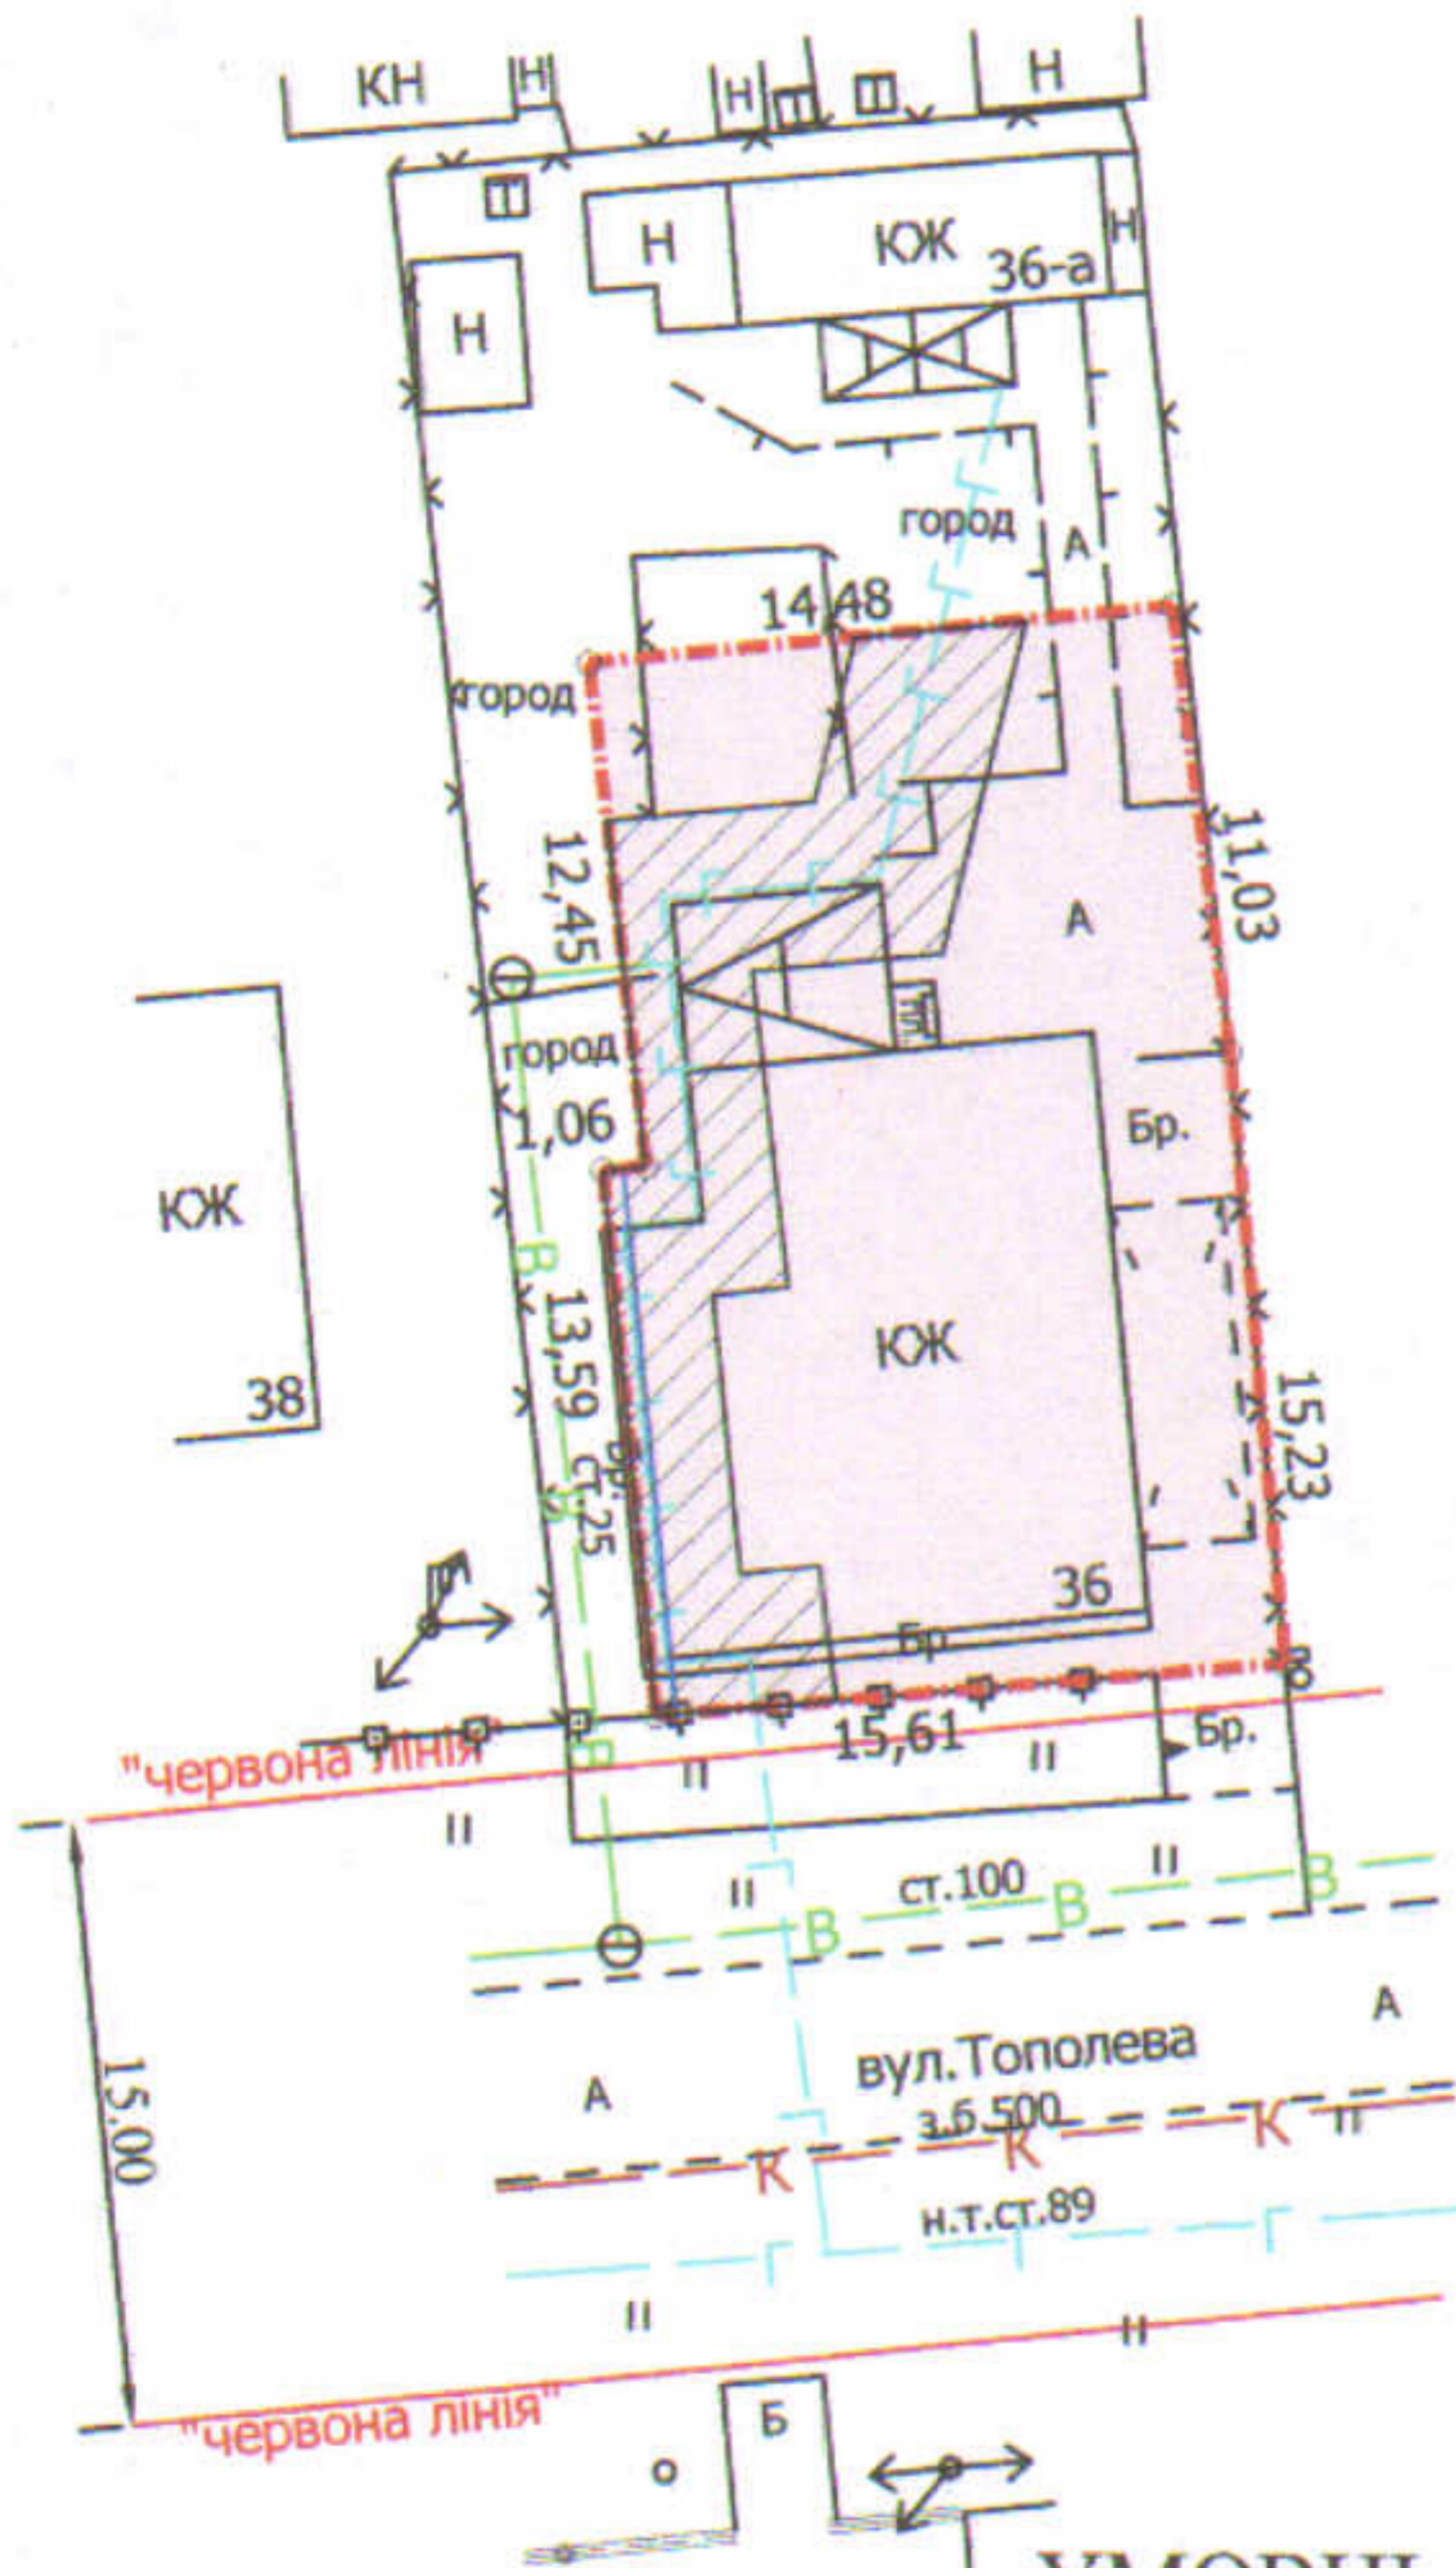 КН
Н
Н
Н
Н
КЖ
Н
36-а
Н
город
А
14,48
город
12,45
11,03
А
город
1,06
Бр.
КЖ
В
13,59
КЖ
38
ст.25
Бр.
В
15,23
36
Бр
"червона лінія"
15,61
Бр.
В
ст.100
В
В
В
А
А
вул.Тополева
з.б.500
К
К
К
15.00
н.т.ст.89
Г
Г
"червона лінія"
Б